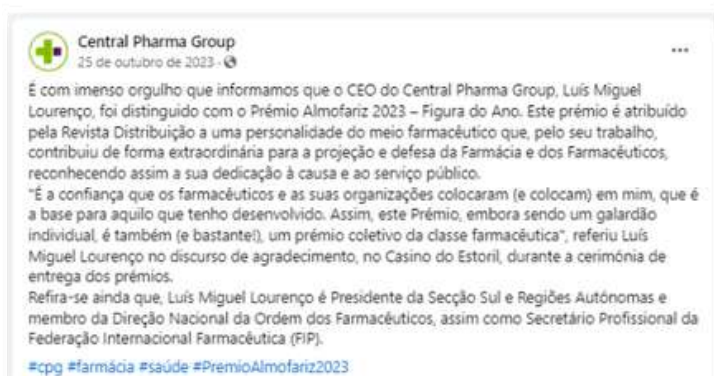 Central Pharma Group
25 de outubro de 2023 ·
É com imenso orgulho que informamos que o CEO do Central Pharma Group, Luís Miguel
Lourenço, foi distinguido com o Prémio Almofariz 2023 – Figura do Ano. Este prémio é atribuído
pela Revista Distribuição a uma personalidade do meio farmacêutico que, pelo seu trabalho,
contribuiu de forma extraordinária para a projeção e defesa da Farmácia e dos Farmacêuticos,
reconhecendo assim a sua dedicação à causa e ao serviço público.
"É a confiança que os farmacêuticos e as suas organizações colocaram (e colocam) em mim, que é
a base para aquilo que tenho desenvolvido. Assim, este Prémio, embora sendo um galardão
individual, é também (e bastante!), um prémio coletivo da classe farmacêutica", referiu Luís
Miguel Lourenço no discurso de agradecimento, no Casino do Estoril, durante a cerimónia de
entrega dos prémios.
Refira-se ainda que, Luís Miguel Lourenço é Presidente da Secção Sul e Regiões Autónomas e
membro da Direção Nacional da Ordem dos Farmacêuticos, assim como Secretário Profissional da
Federação Internacional Farmacêutica (FIP).
#cpg #farmácia #saúde #PremioAlmofariz2023